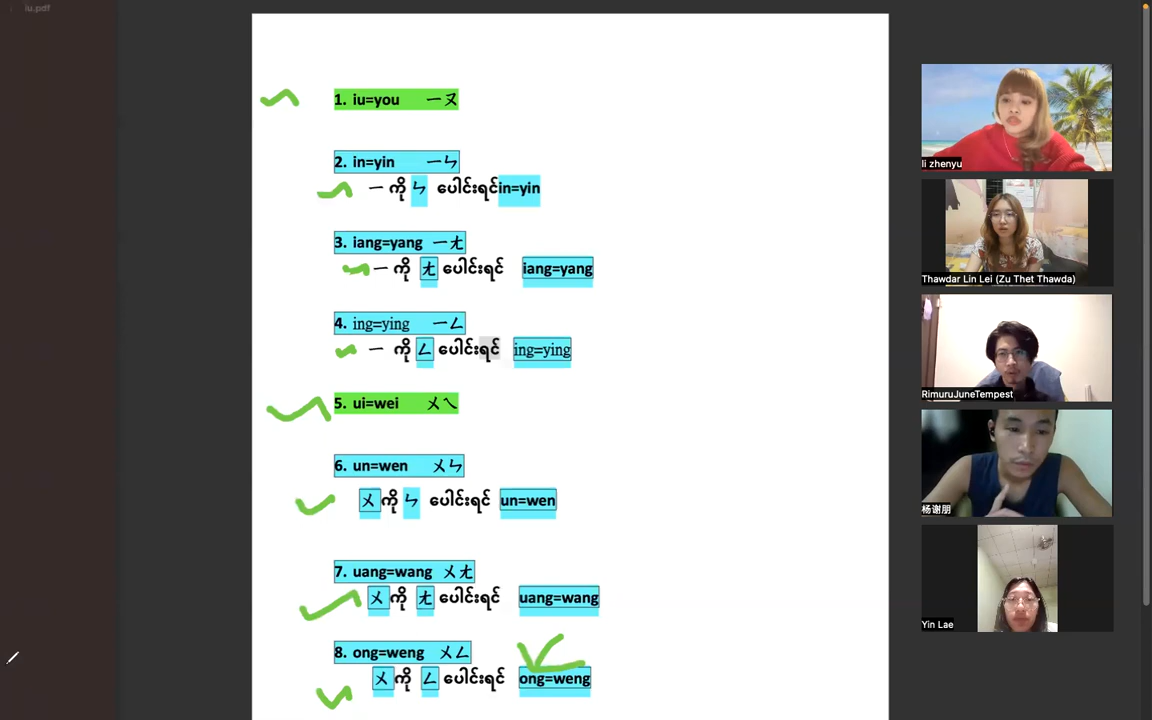 iu.pdf
1. iu=you ㄧㄡ
2. in=yin ㄧㄣ
ㄧ ကို ㄣ ပေါင်းရင် in=yin
3. iang=yang ㄧㄤ
ㄧ ကို ㄤ ပေါင်းရင် iang=yang
4. ing=ying ㄧㄥ
ㄧ ကို ㄥ ပေါင်းရင် ing=ying
5. ui=wei ㄨㄟ
6. un=wen ㄨㄣ
ㄨ ကို ㄣ ပေါင်းရင် un=wen
7. uang=wang ㄨㄤ
ㄨ ကို ㄤ ပေါင်းရင် uang=wang
8. ong=weng ㄨㄥ
ㄨ ကို ㄥ ပေါင်းရင် ong=weng
li zhenyu
Thawdar Lin Lei (Zu Thet Thawda)
RimuruJuneTempest
杨谢朋
Yin Lae